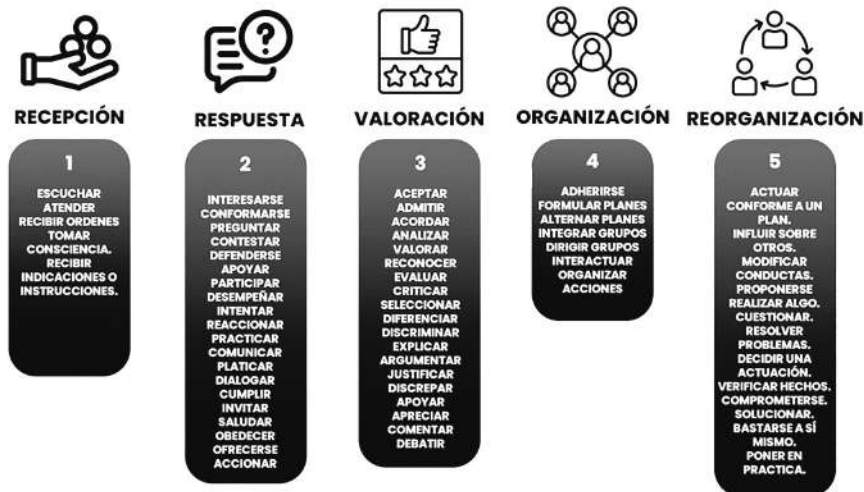 ?
RECEPCIÓN
1
ESCUCHAR
ATENDER
RECIBIR ORDENES
TOMAR
CONSCIENCIA.
RECIBIR
INDICACIONES O
INSTRUCCIONES.
RESPUESTA
2
INTERESARSE
CONFORMARSE
PREGUNTAR
CONTESTAR
DEFENDERSE
APOYAR
PARTICIPAR
DESEMPEÑAR
INTENTAR
REACCIONAR
PRACTICAR
COMUNICAR
PLATICAR
DIALOGAR
CUMPLIR
INVITAR
SALUDAR
OBEDECER
OFRECERSE
ACCIONAR
VALORACIÓN
3
ACEPTAR
ADMITIR
ACORDAR
ANALIZAR
VALORAR
RECONOCER
EVALUAR
CRITICAR
SELECCIONAR
DIFERENCIAR
DISCRIMINAR
EXPLICAR
ARGUMENTAR
JUSTIFICAR
DISCREPAR
APOYAR
APRECIAR
COMENTAR
DEBATIR
ORGANIZACIÓN
4
ADHERIRSE
FORMULAR PLANES
ALTERNAR PLANES
INTEGRAR GRUPOS
DIRIGIR GRUPOS
INTERACTUAR
ORGANIZAR
ACCIONES
REORGANIZACIÓN
5
ACTUAR
CONFORME A UN
PLAN.
INFLUIR SOBRE
OTROS.
MODIFICAR
CONDUCTAS.
PROPONERSE
REALIZAR ALGO.
CUESTIONAR.
RESOLVER
PROBLEMAS.
DECIDIR UNA
ACTUACIÓN.
VERIFICAR HECHOS.
COMPROMETERSE.
SOLUCIONAR.
BASTARSE A SÍ
MISMO.
PONER EN
PRACTICA.